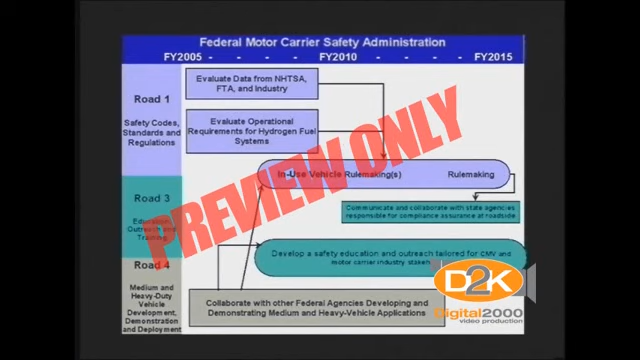 Federal Motor Carrier Safety Administration
FY2005 - - - - FY2010 - - - - FY2015
Road 1
Safety Codes,
Standards and
Regulations
Evaluate Data from NHTSA,
FTA, and Industry
Evaluate Operational
Requirements for Hydrogen Fuel
Systems
In-Use Vehicle Rulemaking(s)
Rulemaking
Road 3
Education,
Outreach and
Training
Communicate and collaborate with state agencies
responsible for compliance assurance at roadside
Develop a safety education and outreach tailored for CMV and
motor carrier industry
Road 4
Medium and
Heavy-Duty
Vehicle
Development,
Demonstration
and Deployment
Collaborate with other Federal Agencies Developing and
Demonstrating Medium and Heavy-Vehicle Applications
PREVIEW ONLY
D2K
Digital2000
video production